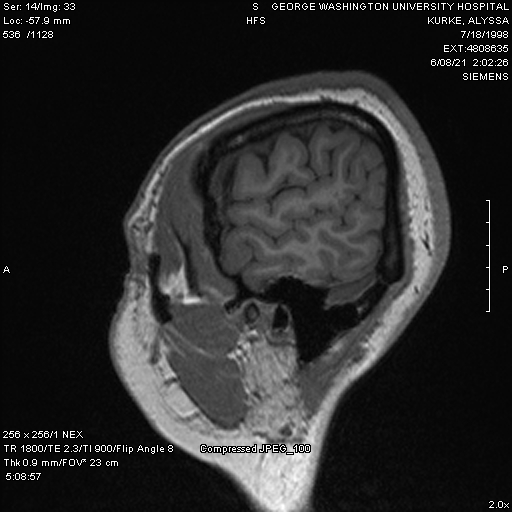 Ser: 14/Img: 33
Loc: -57.9 mm
536 /1128
S
HFS
GEORGE WASHINGTON UNIVERSITY HOSPITAL
KURKE, ALYSSA
7/18/1998
EXT:4808635
6/08/21 2:02:26
SIEMENS
A
P
256 x 256/1 NEX
TR 1800/TE 2.3/TI 900/Flip Angle 8
Thk 0.9 mm/FOV* 23 cm
5:08:57
Compressed JPEG_100
2.0x